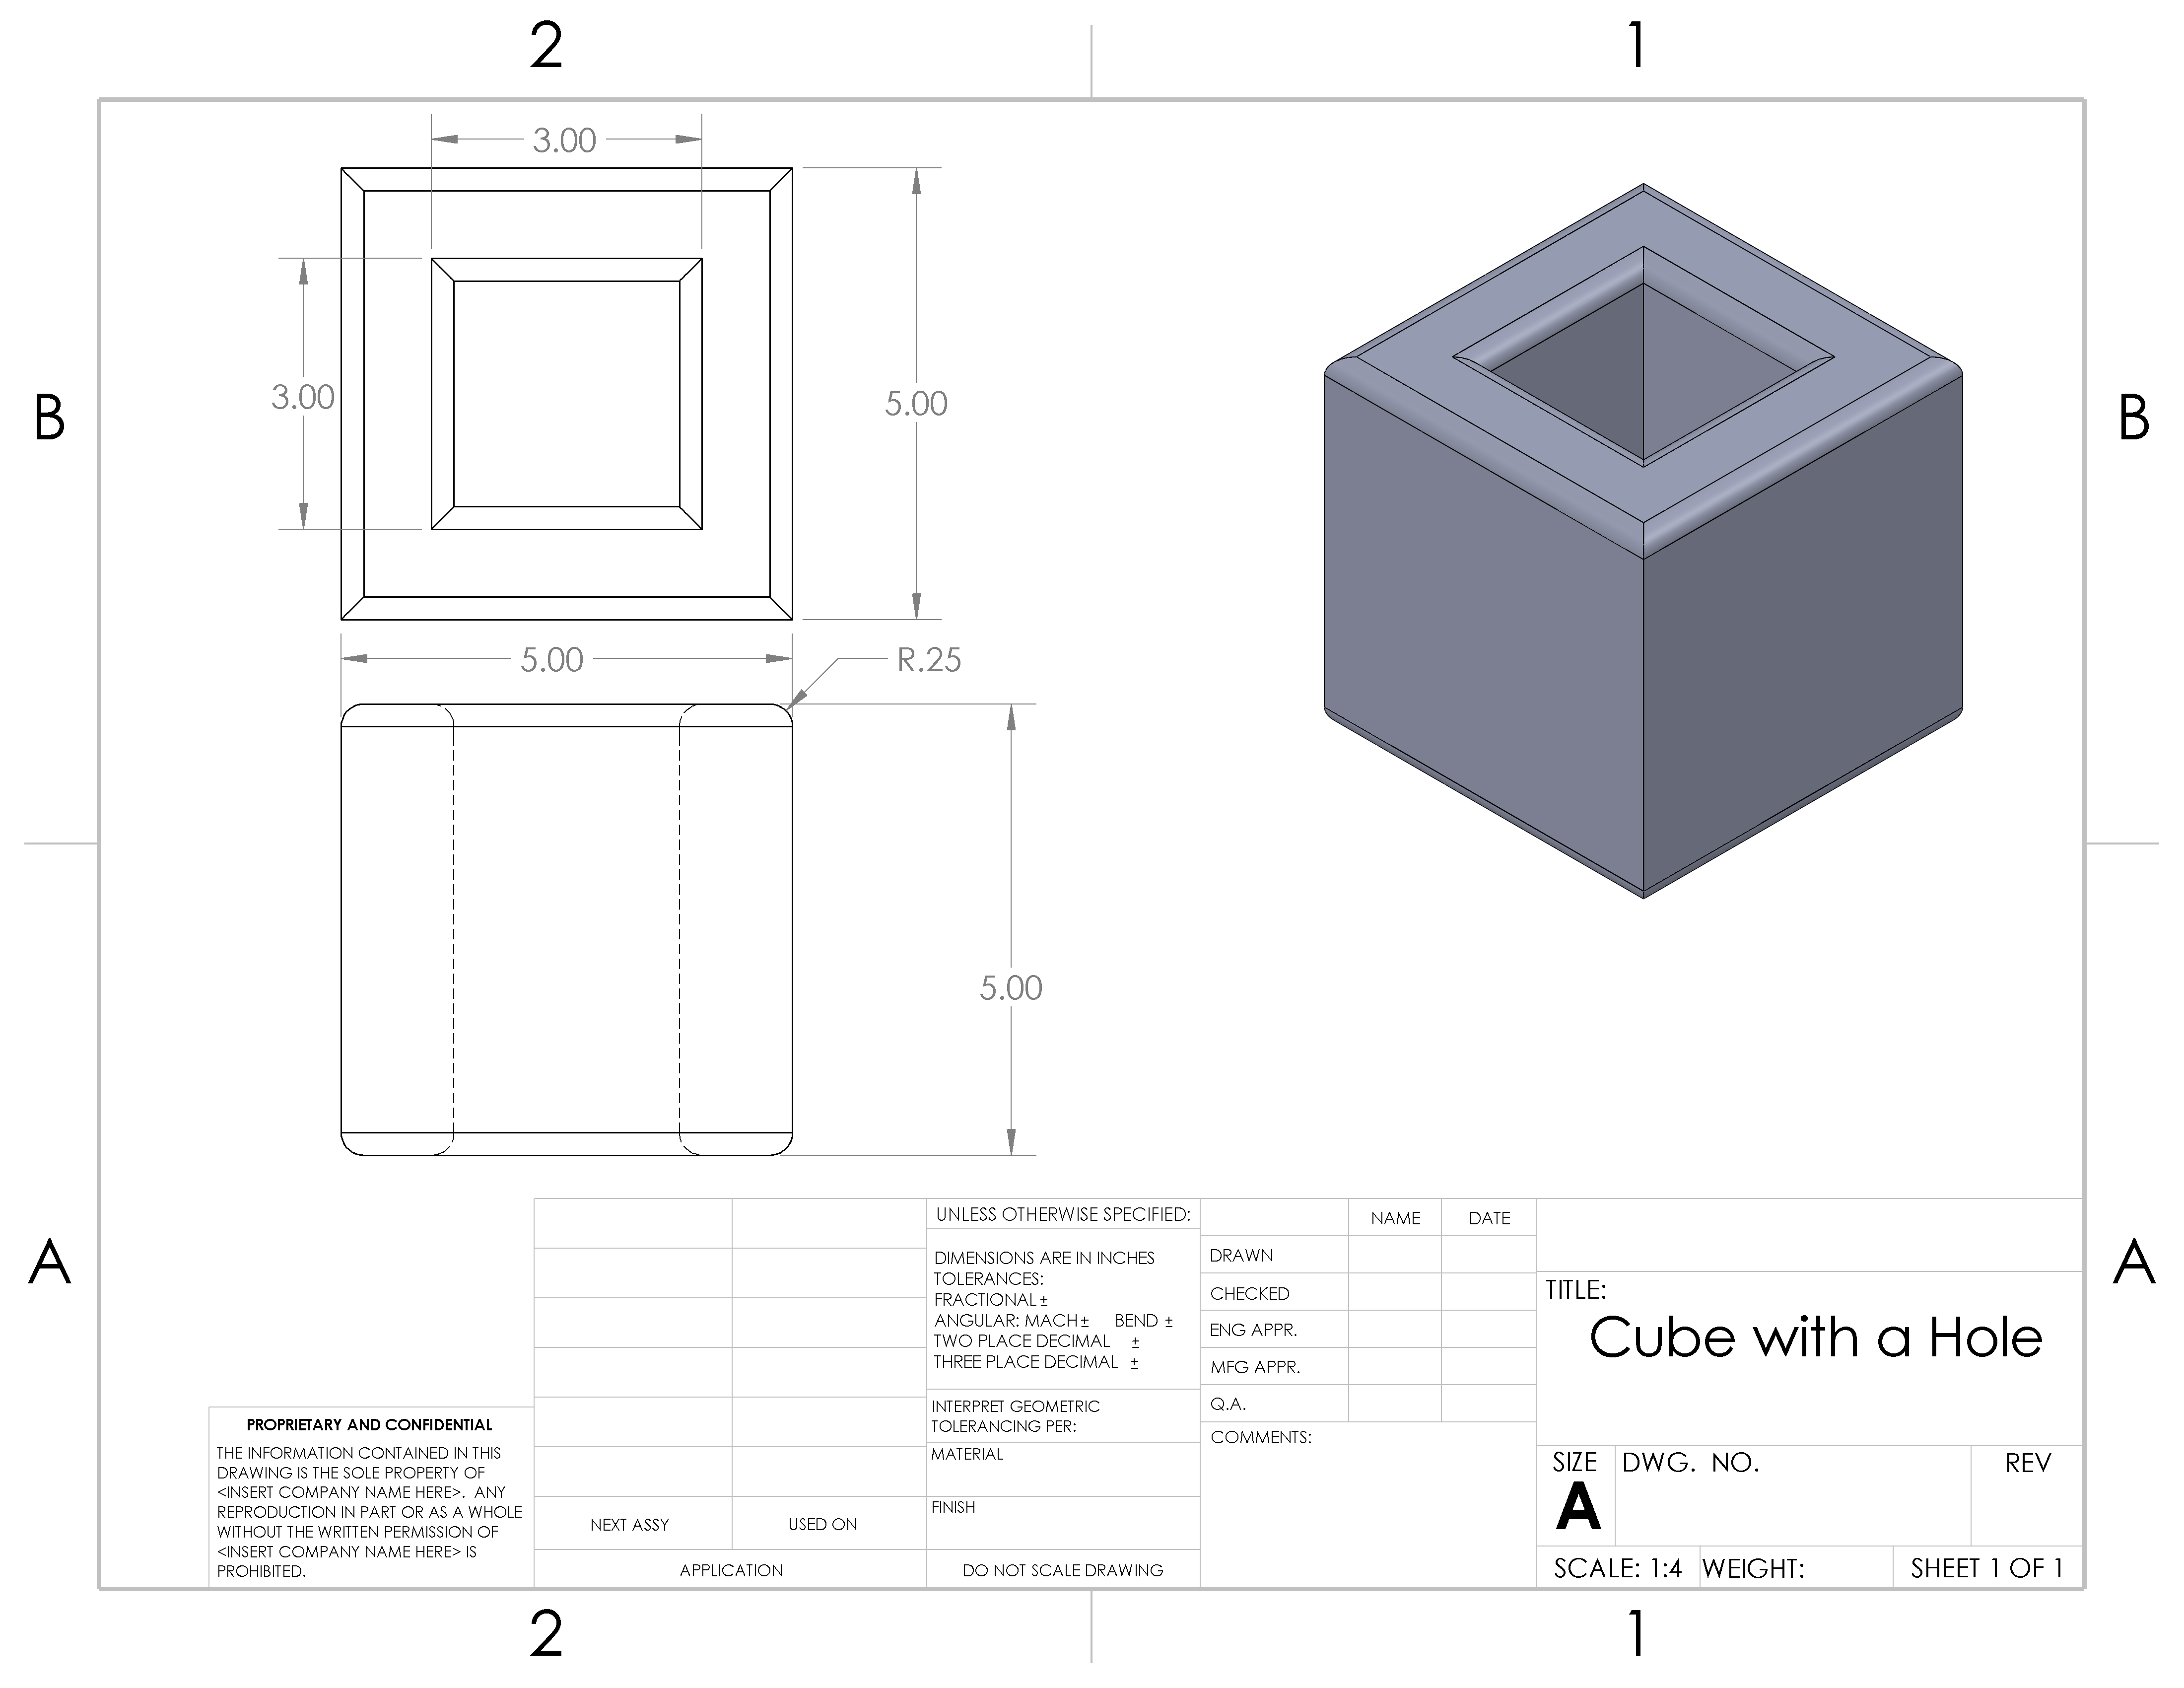 2
1
3.00
B
3.00
5.00
B
5.00
R.25
5.00
A
A
UNLESS OTHERWISE SPECIFIED:
DIMENSIONS ARE IN INCHES
TOLERANCES:
FRACTIONAL ±
ANGULAR: MACH ± BEND ±
TWO PLACE DECIMAL ±
THREE PLACE DECIMAL ±
INTERPRET GEOMETRIC
TOLERANCING PER:
MATERIAL
FINISH
DO NOT SCALE DRAWING
NAME DATE
DRAWN
CHECKED
ENG APPR.
MFG APPR.
Q.A.
COMMENTS:
TITLE:
Cube with a Hole
SIZE DWG. NO. REV
A
SCALE: 1:4 WEIGHT: SHEET 1 OF 1
PROPRIETARY AND CONFIDENTIAL
THE INFORMATION CONTAINED IN THIS
DRAWING IS THE SOLE PROPERTY OF
<INSERT COMPANY NAME HERE>. ANY
REPRODUCTION IN PART OR AS A WHOLE
WITHOUT THE WRITTEN PERMISSION OF
<INSERT COMPANY NAME HERE> IS
PROHIBITED.
NEXT ASSY USED ON
APPLICATION
2
1